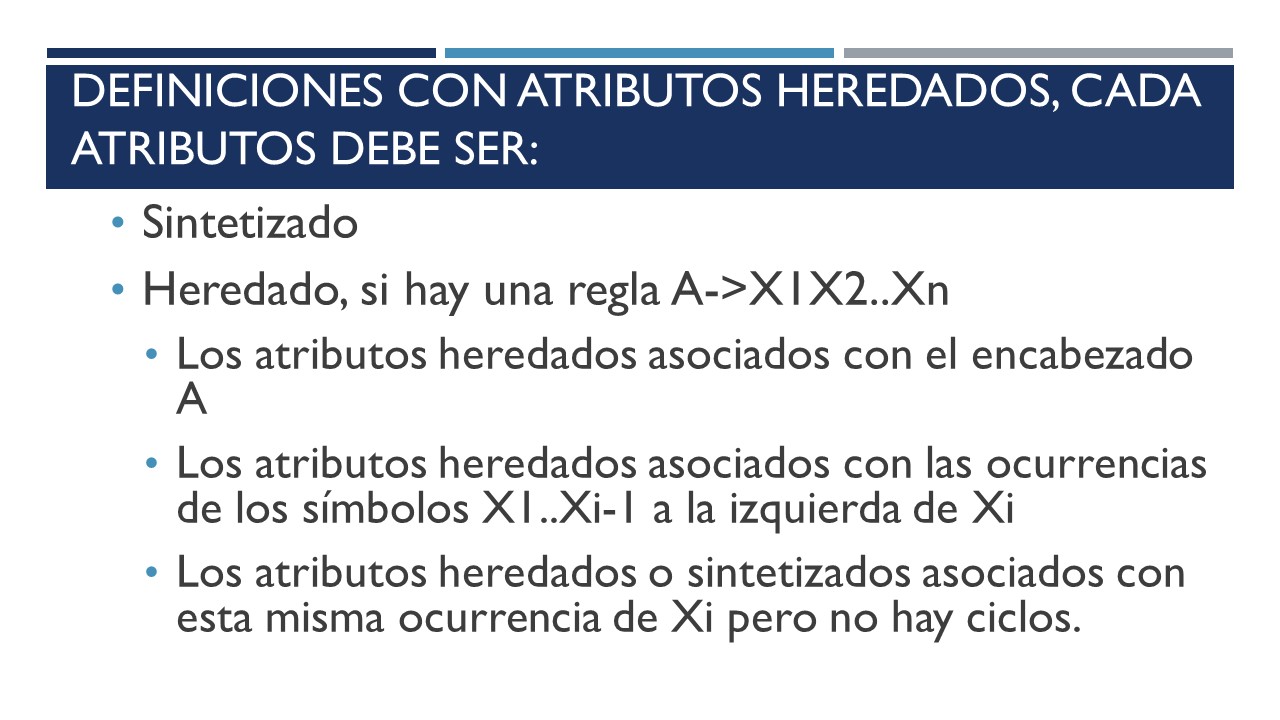 DEFINICIONES CON ATRIBUTOS HEREDADOS, CADA
ATRIBUTOS DEBE SER:
• Sintetizado
• Heredado, si hay una regla A->X1X2..Xn
• Los atributos heredados asociados con el encabezado
A
• Los atributos heredados asociados con las ocurrencias
de los símbolos X1..Xi-1 a la izquierda de Xi
• Los atributos heredados o sintetizados asociados con
esta misma ocurrencia de Xi pero no hay ciclos.